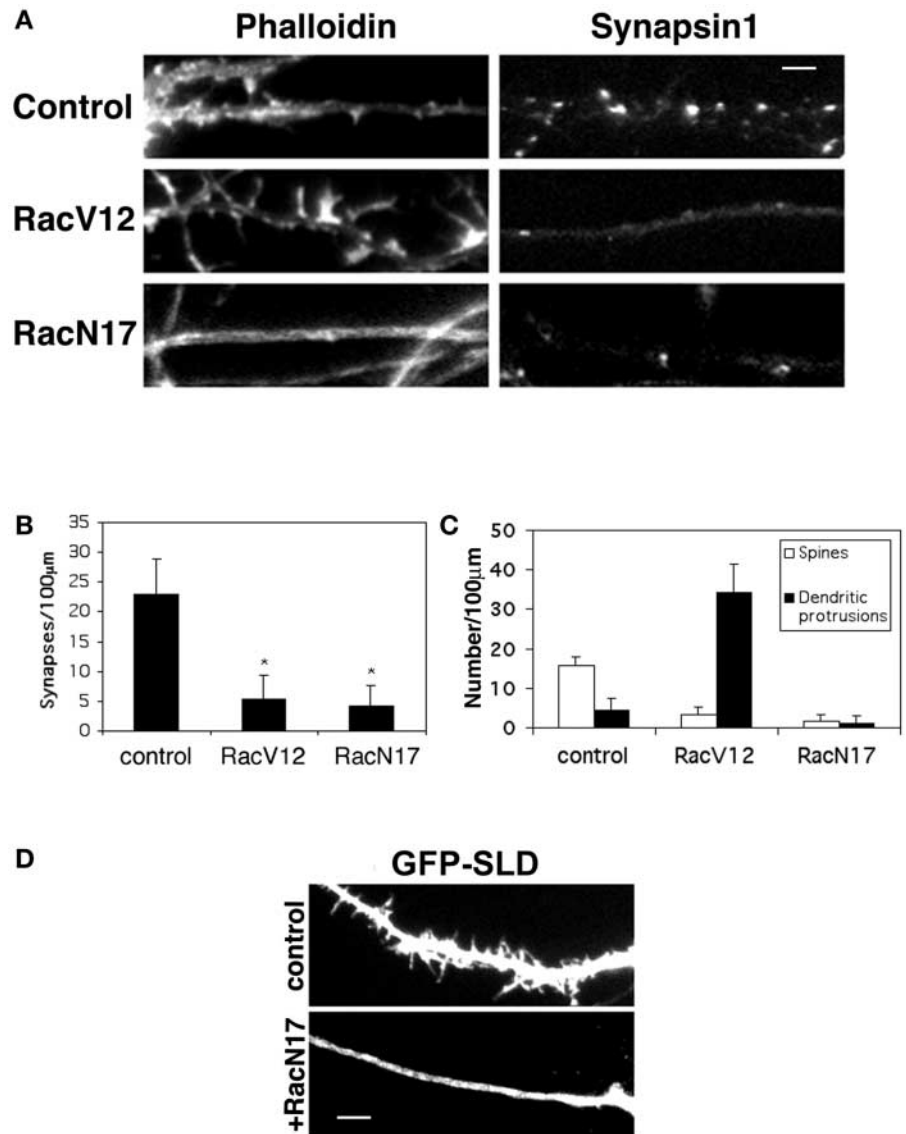 A
Phalloidin Synapsin1
Control
RacV12
RacN17
B
Synapses/100μm
35
30
25
20
15
10
5
0
* *
control RacV12 RacN17
C
Number/100μm
50
40
30
20
10
0
Spines
Dendritic
protrusions
control RacV12 RacN17
D
GFP-SLD
control
+RacN17